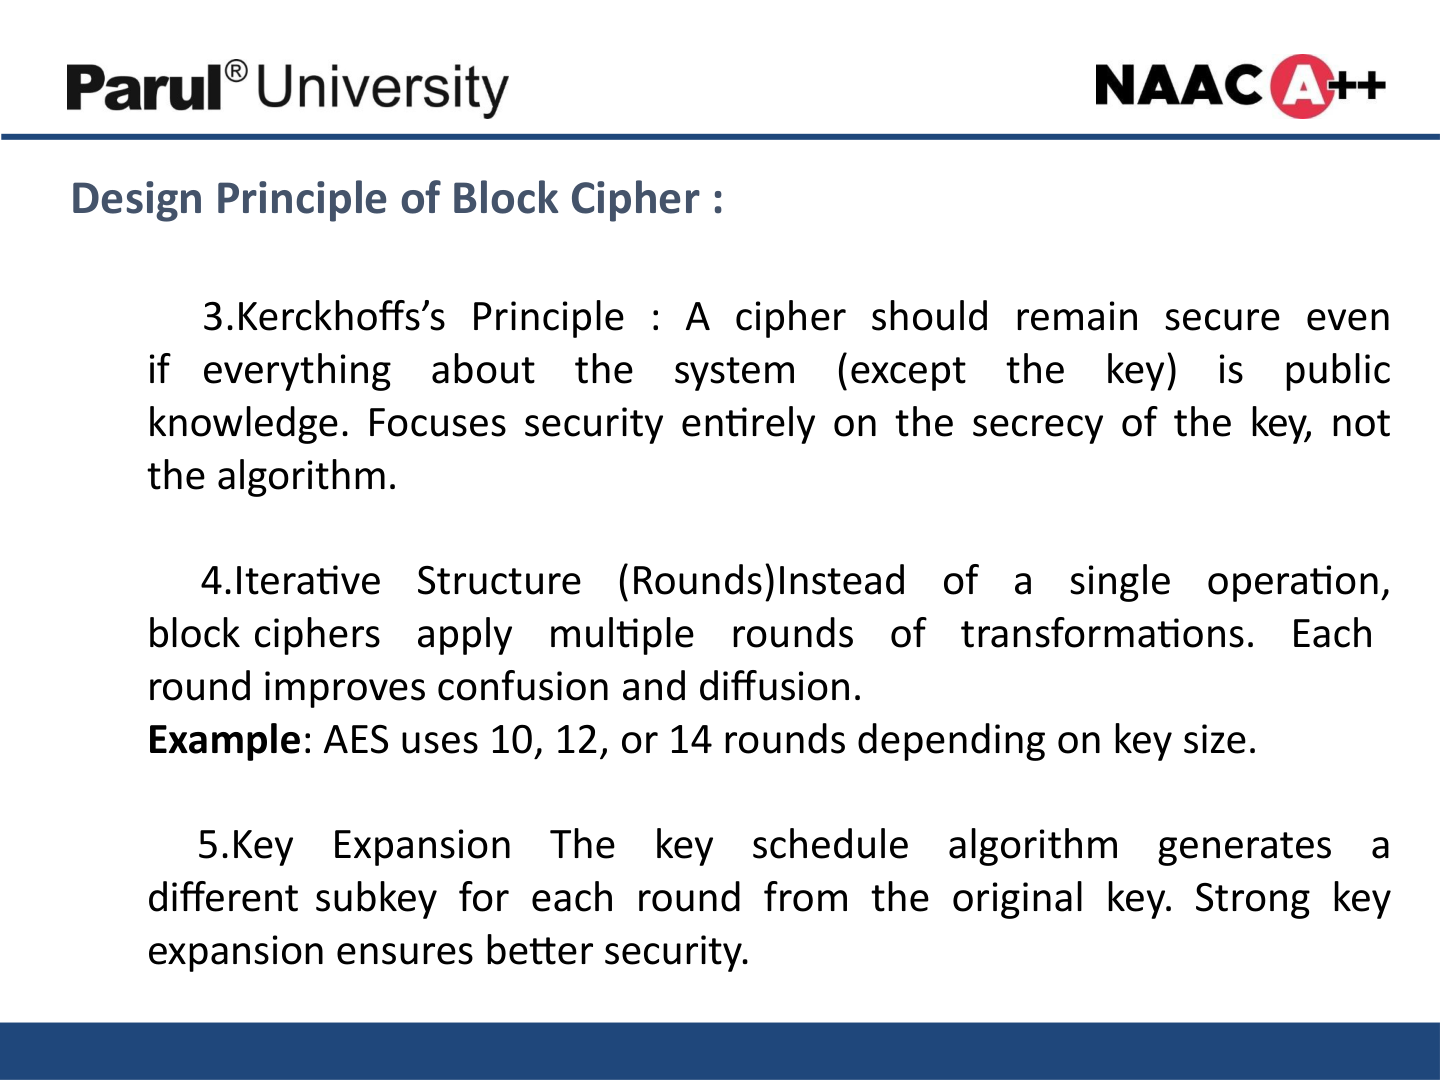 Parul® University
NAAC A++
Design Principle of Block Cipher :
3.Kerckhoffs’s Principle : A cipher should remain secure even
if everything about the system (except the key) is public
knowledge. Focuses security entirely on the secrecy of the key, not
the algorithm.
4.Iterative Structure (Rounds)Instead of a single operation,
block ciphers apply multiple rounds of transformations. Each
round improves confusion and diffusion.
Example: AES uses 10, 12, or 14 rounds depending on key size.
5.Key Expansion The key schedule algorithm generates a
different subkey for each round from the original key. Strong key
expansion ensures better security.